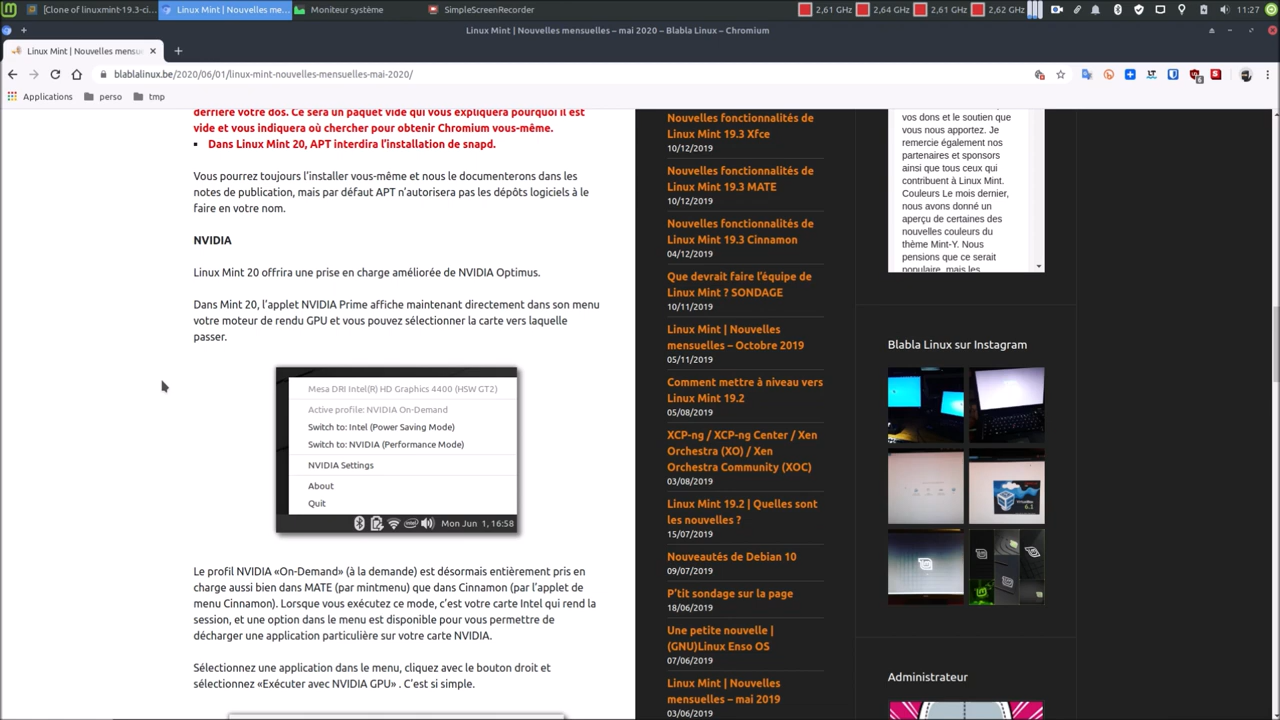 [Clone of linuxmint-19.3-ci...
Linux Mint | Nouvelles me...
Moniteur système
SimpleScreenRecorder
2,61 GHz
2,64 GHz
2,61 GHz
2,62 GHz
11:27
Linux Mint | Nouvelles mensuelles – mai 2020 – Blabla Linux – Chromium
Linux Mint | Nouvelles mensu
blablalinux.be/2020/06/01/linux-mint-nouvelles-mensuelles-mai-2020/
Applications
perso
tmp
derrière votre dos. Ce sera un paquet vide qui vous expliquera pourquoi il est
vide et vous indiquera où chercher pour obtenir Chromium vous-même.
▪ Dans Linux Mint 20, APT interdira l’installation de snapd.
Vous pourrez toujours l’installer vous-même et nous le documenterons dans les
notes de publication, mais par défaut APT n’autorisera pas les dépôts logiciels à le
faire en votre nom.
NVIDIA
Linux Mint 20 offrira une prise en charge améliorée de NVIDIA Optimus.
Dans Mint 20, l’applet NVIDIA Prime affiche maintenant directement dans son menu
votre moteur de rendu GPU et vous pouvez sélectionner la carte vers laquelle
passer.
Mesa DRI Intel(R) HD Graphics 4400 (HSW GT2)
Active profile: NVIDIA On-Demand
Switch to: Intel (Power Saving Mode)
Switch to: NVIDIA (Performance Mode)
NVIDIA Settings
About
Quit
Mon Jun 1, 16:58
Le profil NVIDIA «On-Demand» (à la demande) est désormais entièrement pris en
charge aussi bien dans MATE (par mintmenu) que dans Cinnamon (par l’applet de
menu Cinnamon). Lorsque vous exécutez ce mode, c’est votre carte Intel qui rend la
session, et une option dans le menu est disponible pour vous permettre de
décharger une application particulière sur votre carte NVIDIA.
Sélectionnez une application dans le menu, cliquez avec le bouton droit et
sélectionnez «Exécuter avec NVIDIA GPU» . C’est si simple.
Nouvelles fonctionnalités de
Linux Mint 19.3 Xfce
10/12/2019
Nouvelles fonctionnalités de
Linux Mint 19.3 MATE
10/12/2019
Nouvelles fonctionnalités de
Linux Mint 19.3 Cinnamon
04/12/2019
Que devrait faire l’équipe de
Linux Mint ? SONDAGE
10/11/2019
Linux Mint | Nouvelles
mensuelles – Octobre 2019
05/11/2019
Comment mettre à niveau vers
Linux Mint 19.2
05/08/2019
XCP-ng / XCP-ng Center / Xen
Orchestra (XO) / Xen
Orchestra Community (XOC)
03/08/2019
Linux Mint 19.2 | Quelles sont
les nouvelles ?
15/07/2019
Nouveautés de Debian 10
09/07/2019
P’tit sondage sur la page
18/06/2019
Une petite nouvelle |
(GNU)Linux Enso OS
07/06/2019
Linux Mint | Nouvelles
mensuelles – mai 2019
03/06/2019
vos dons et le soutien que
vous nous apportez. Je
remercie également nos
partenaires et sponsors
ainsi que tous ceux qui
contribuent à Linux Mint.
Couleurs Le mois dernier,
nous avons donné un
aperçu de certaines des
nouvelles couleurs du
thème Mint-Y. Nous
pensions que ce serait
populaire, mais les
Blabla Linux sur Instagram
6.1
Administrateur